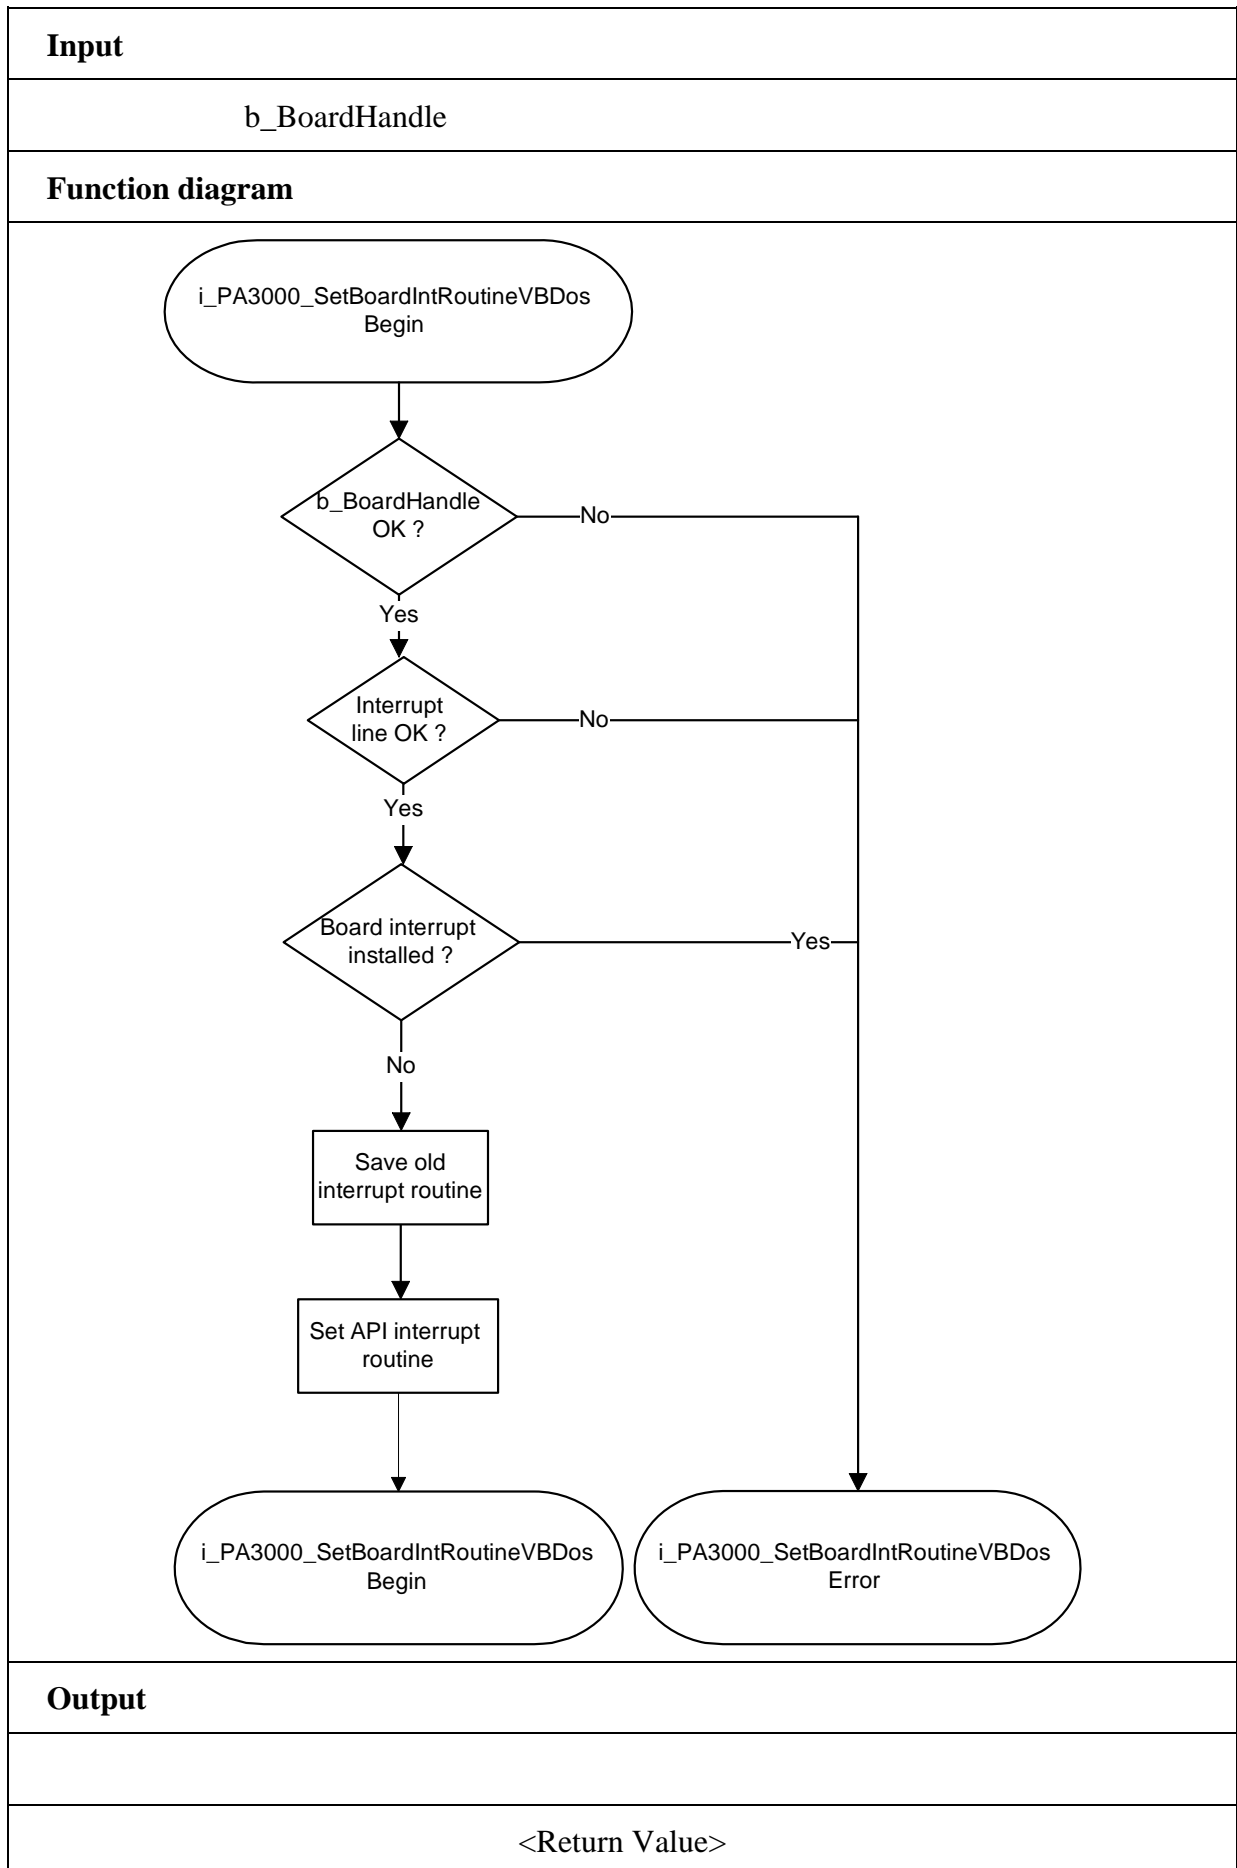 Input
b_BoardHandle
Function diagram
i_PA3000_SetBoardIntRoutineVBDos
Begin
b_BoardHandle
OK ?
No
Yes
Interrupt
line OK ?
No
Yes
Board interrupt
installed ?
Yes
No
Save old
interrupt routine
Set API interrupt
routine
i_PA3000_SetBoardIntRoutineVBDos
Begin
i_PA3000_SetBoardIntRoutineVBDos
Error
Output
<Return Value>